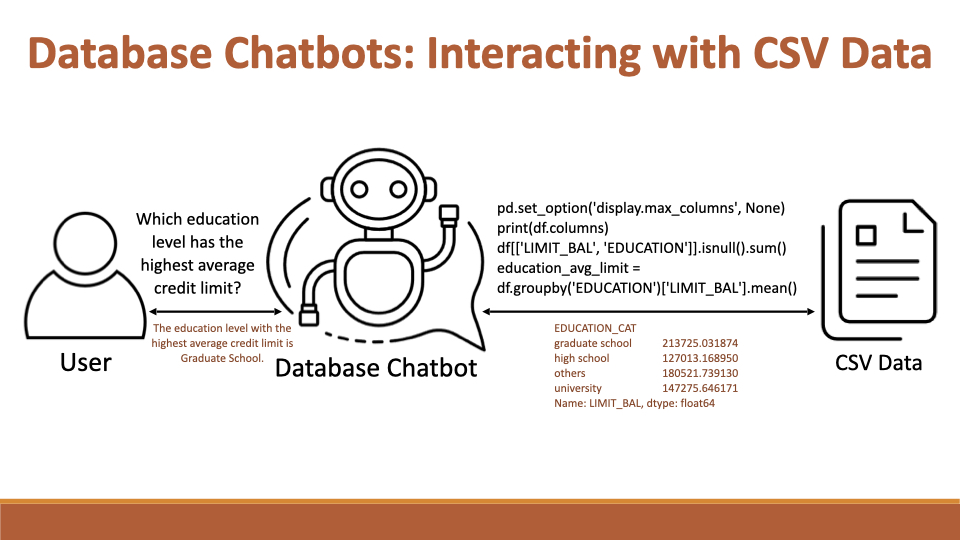 Database Chatbots: Interacting with CSV Data
Which education
level has the
highest average
credit limit?
The education level with the
highest average credit limit is
Graduate School.
User
Database Chatbot
pd.set_option('display.max_columns', None)
print(df.columns)
df[['LIMIT_BAL', 'EDUCATION']].isnull().sum()
education_avg_limit =
df.groupby('EDUCATION')['LIMIT_BAL'].mean()
EDUCATION_CAT
graduate school 213725.031874
high school 127013.168950
others 180521.739130
university 147275.646171
Name: LIMIT_BAL, dtype: float64
CSV Data